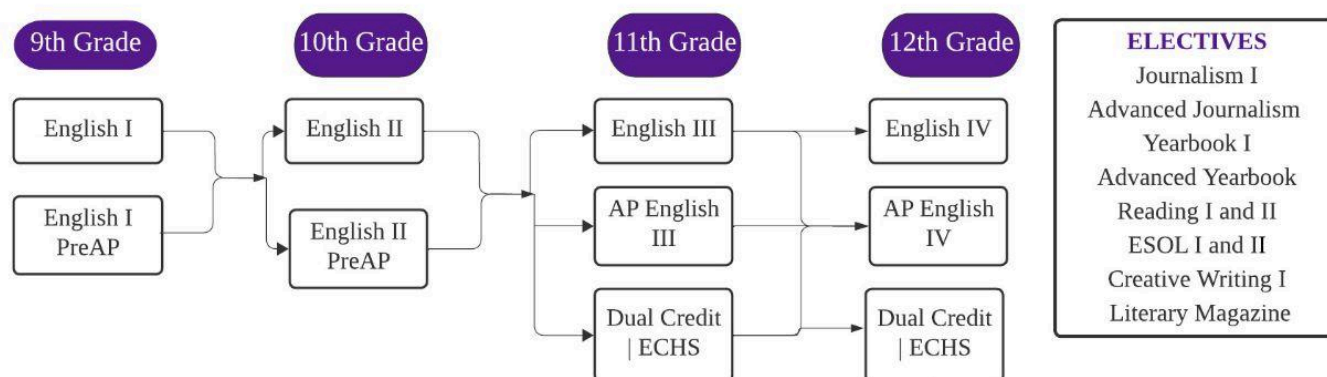 9th Grade
10th Grade
11th Grade
12th Grade
English I
English II
English III
English IV
English I
PreAP
English II
PreAP
AP English
III
AP English
IV
Dual Credit
| ECHS
Dual Credit
| ECHS
ELECTIVES
Journalism I
Advanced Journalism
Yearbook I
Advanced Yearbook
Reading I and II
ESOL I and II
Creative Writing I
Literary Magazine